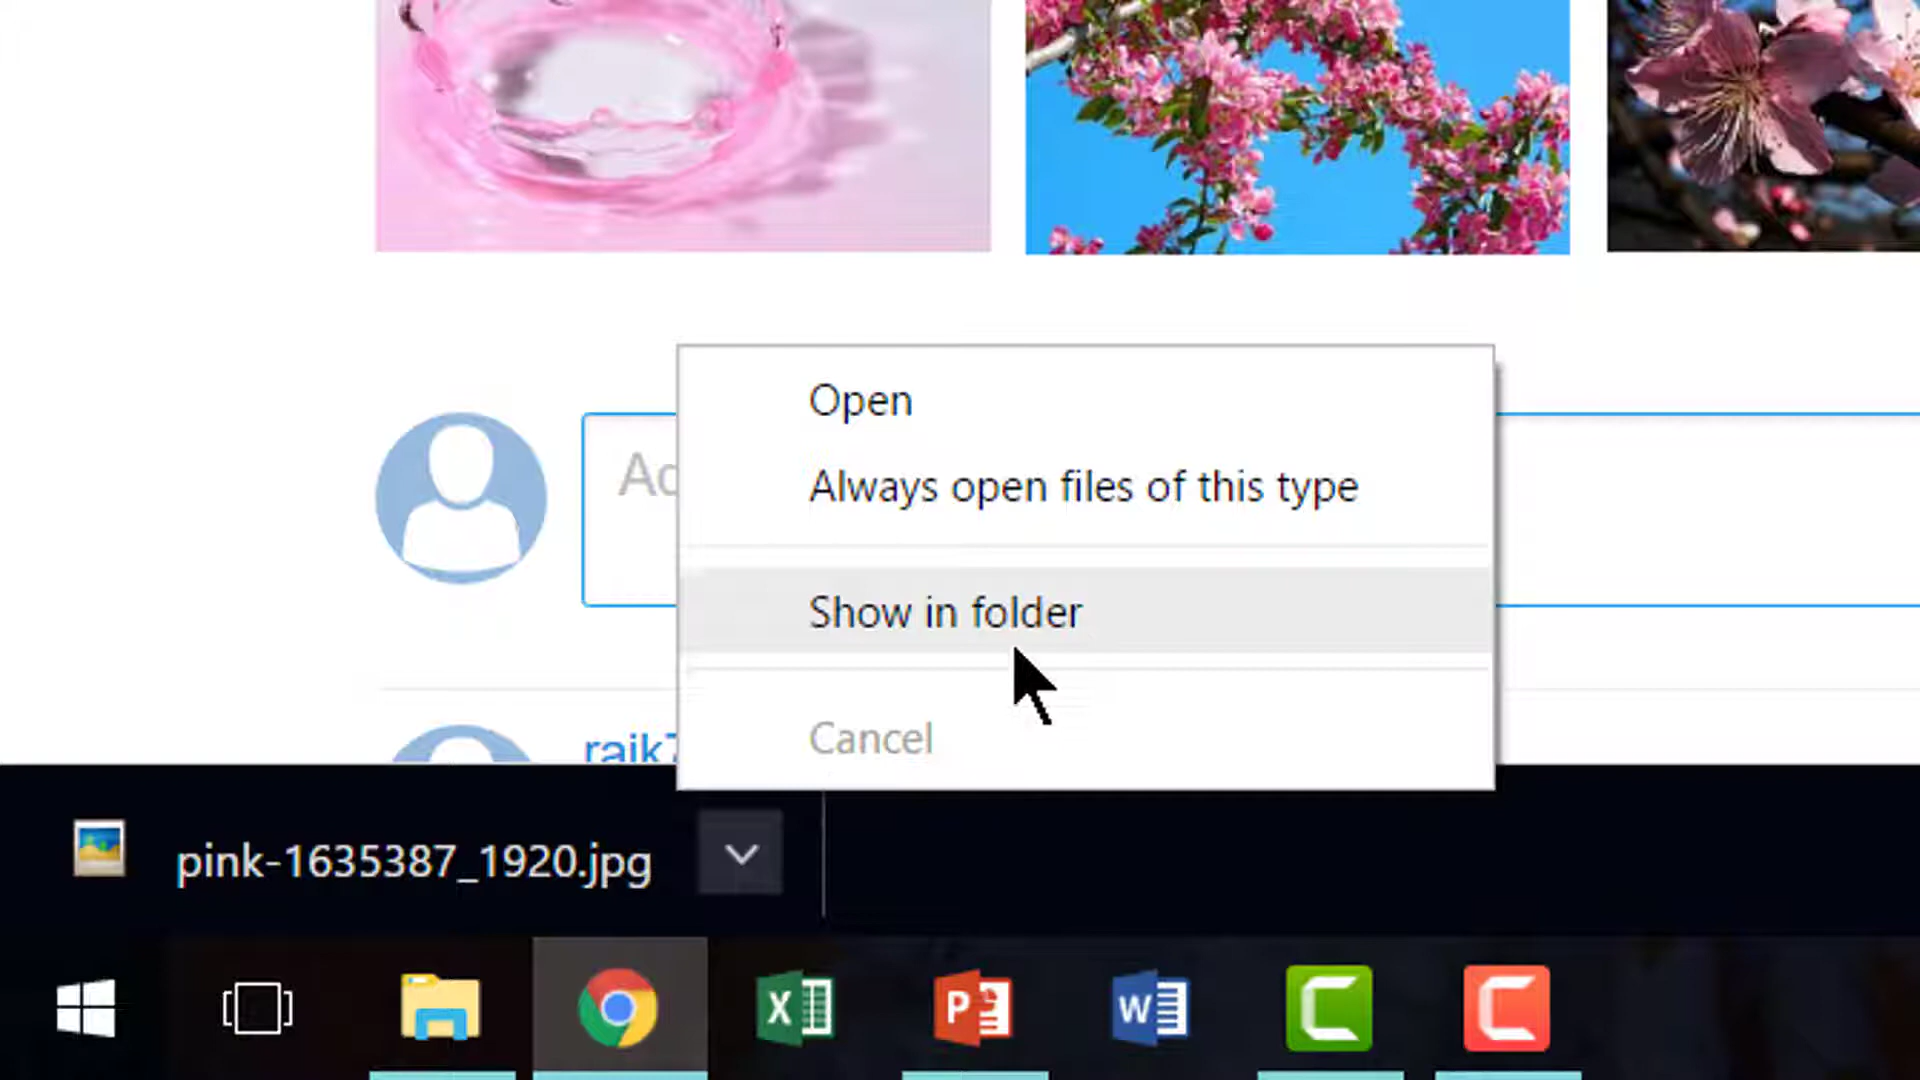 Open
Always open files of this type
Show in folder
Cancel
pink-1635387_1920.jpg
X
P
W